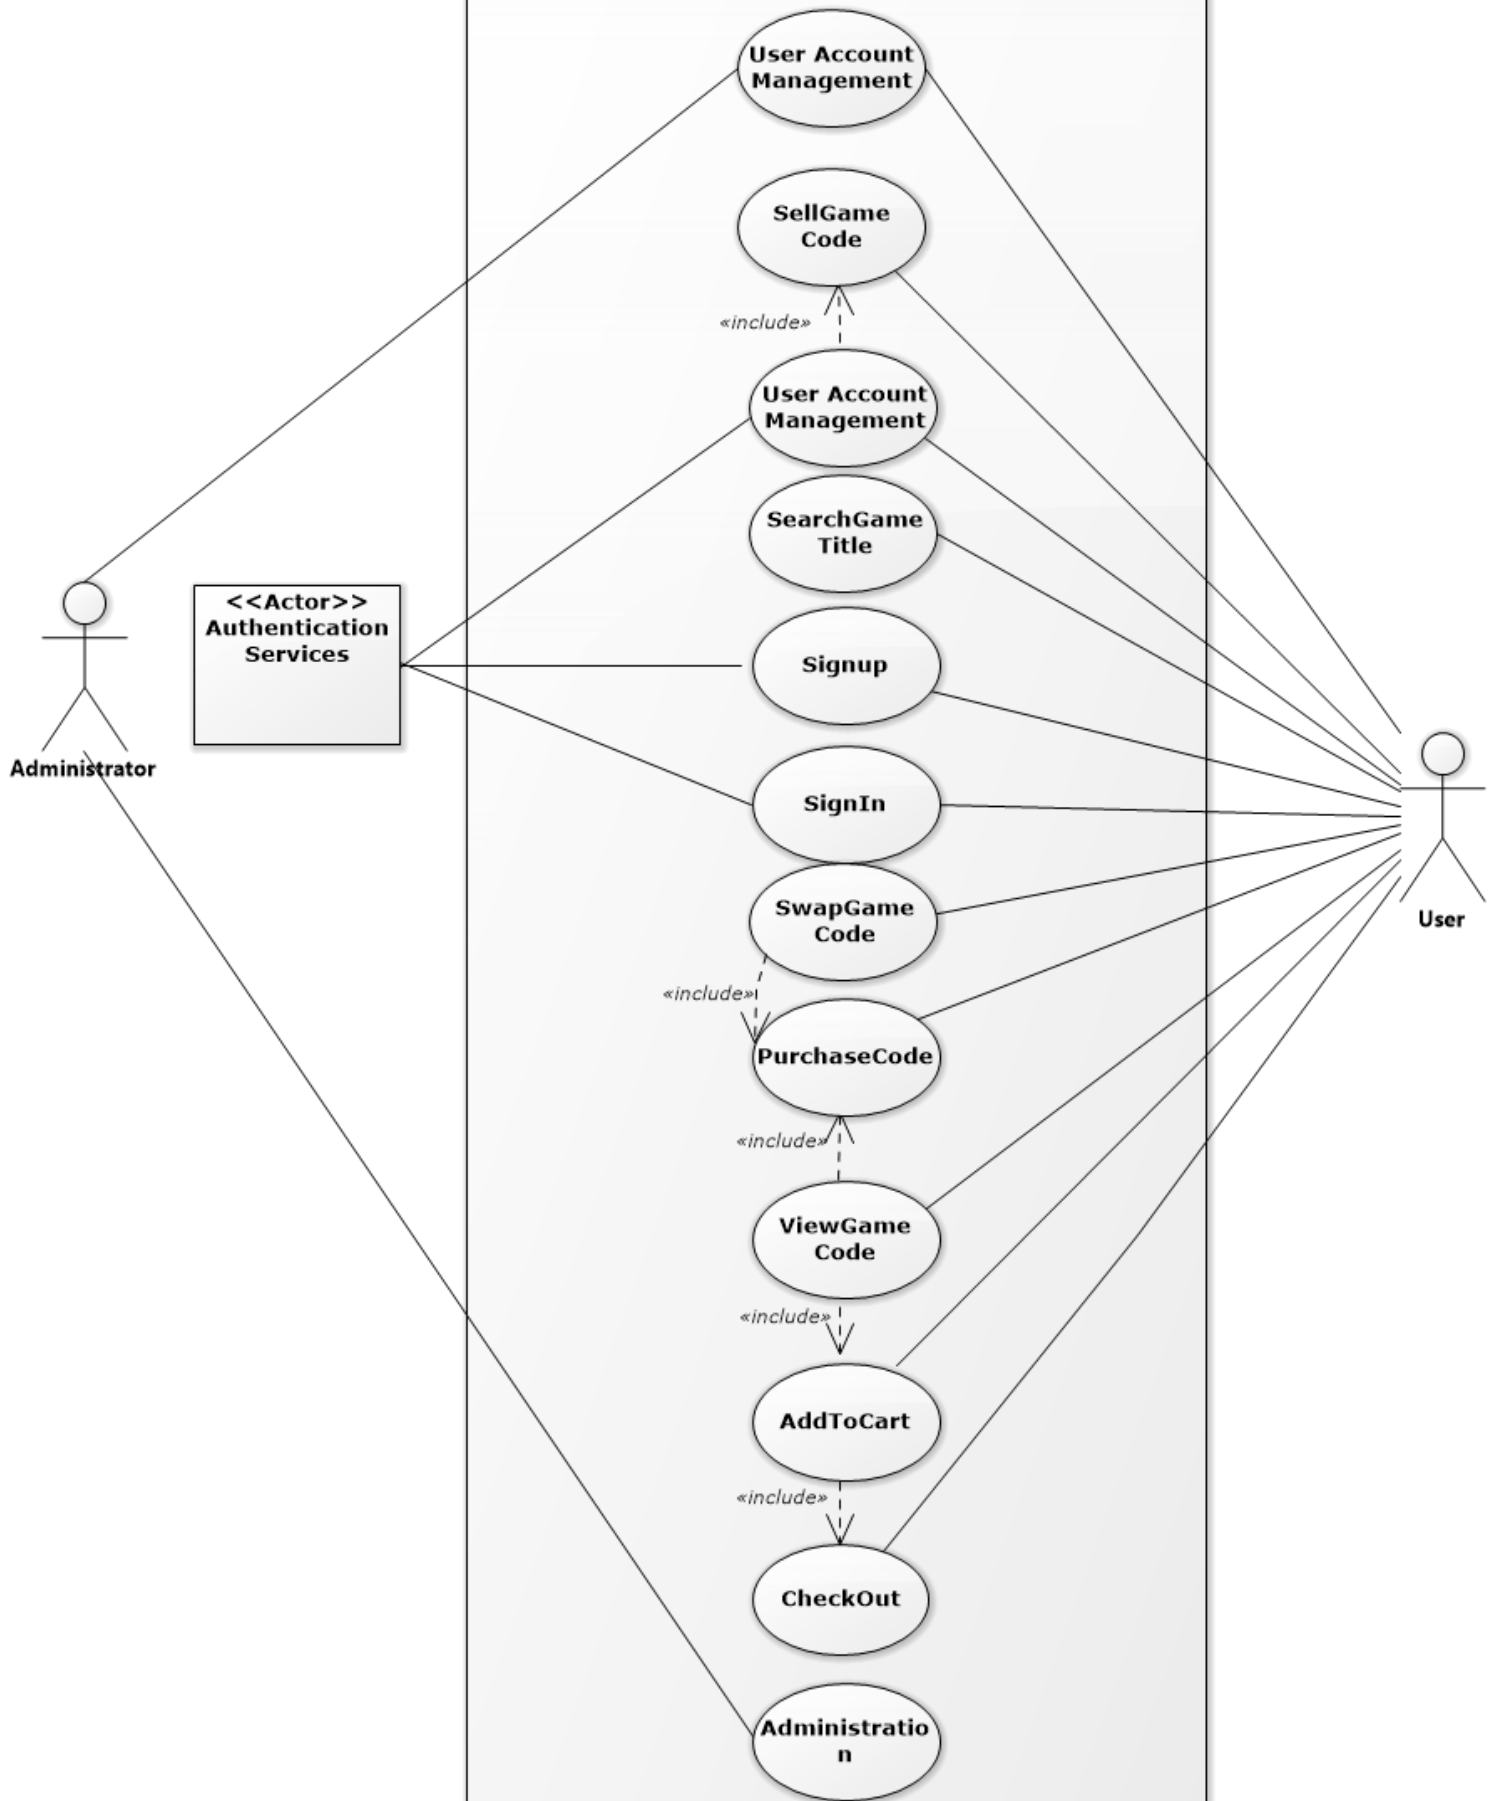 User Account
Management
SellGame
Code
«include»
User Account
Management
SearchGame
Title
<<Actor>>
Authentication
Services
Signup
Administrator
SignIn
User
SwapGame
Code
«include»
PurchaseCode
«include»
ViewGame
Code
«include»
AddToCart
«include»
CheckOut
Administratio
n